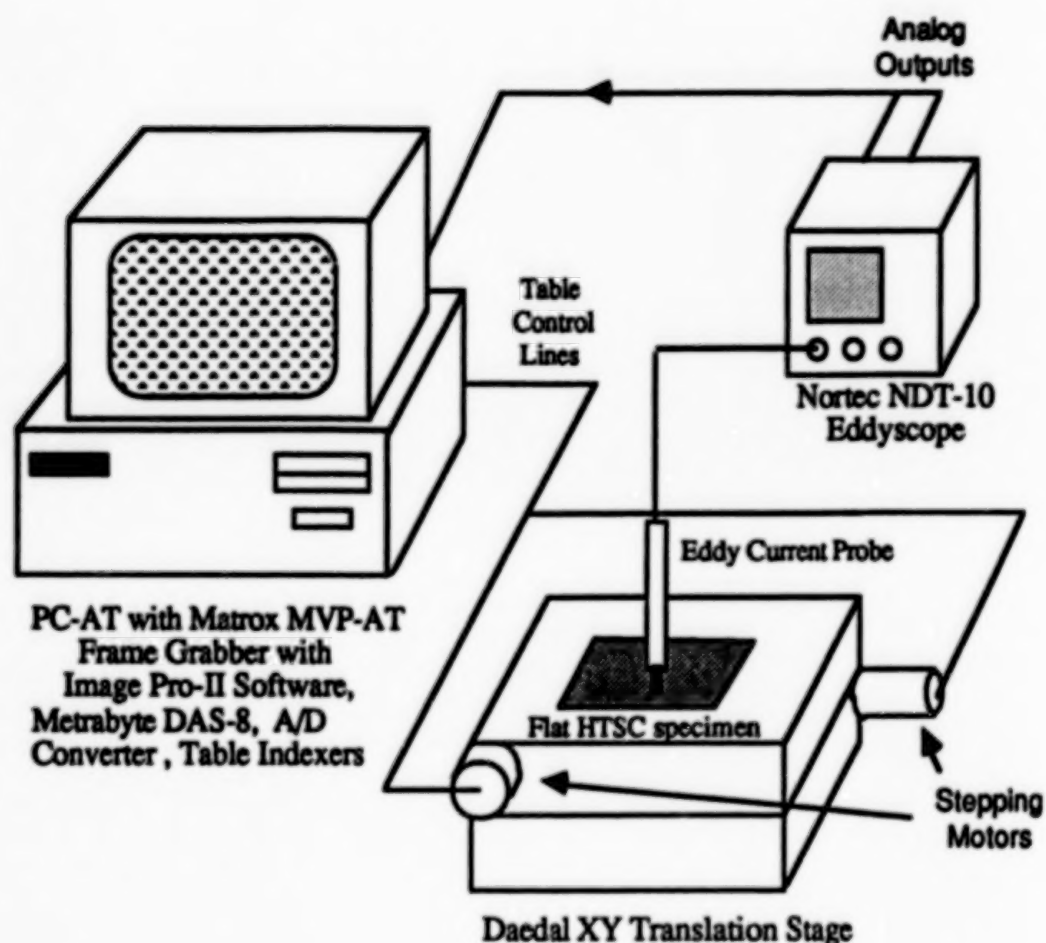 Analog
Outputs
Table
Control
Lines
Nortec NDT-10
Eddyscope
Eddy Current Probe
PC-AT with Matrox MVP-AT
Frame Grabber with
Image Pro-II Software,
Metrabyte DAS-8, A/D
Converter , Table Indexers
Flat HTSC specimen
Stepping
Motors
Daedal XY Translation Stage